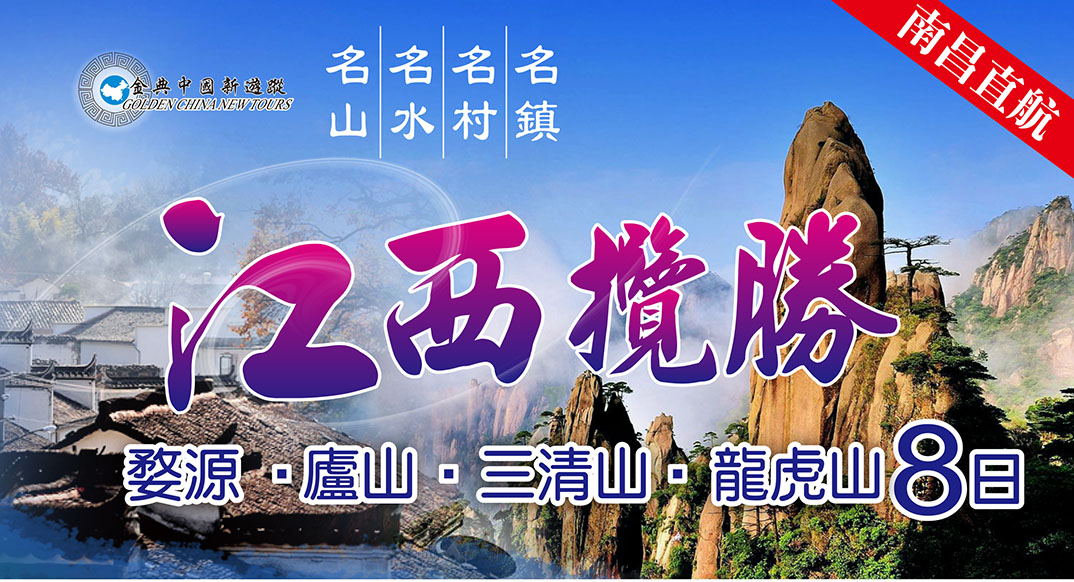 南昌直航
金典中國新遊蹤
GOLDEN CHINA NEW TOURS
名山
名水
名村
名鎮
江西攬勝
婺源・廬山・三清山・龍虎山8日